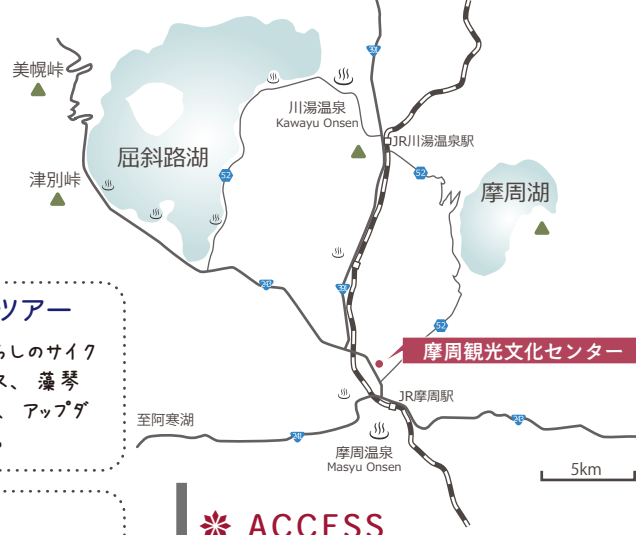 美幌峠
津別峠
屈斜路湖
川湯温泉
Kawayu Onsen
JR川湯温泉駅
52
52
摩周湖
243
52
摩周観光文化センター
ツアー
らしのサイク
ス、藻琴
、アップダ
至阿寒湖
JR摩周駅
摩周温泉
Masyu Onsen
5km
ACCESS